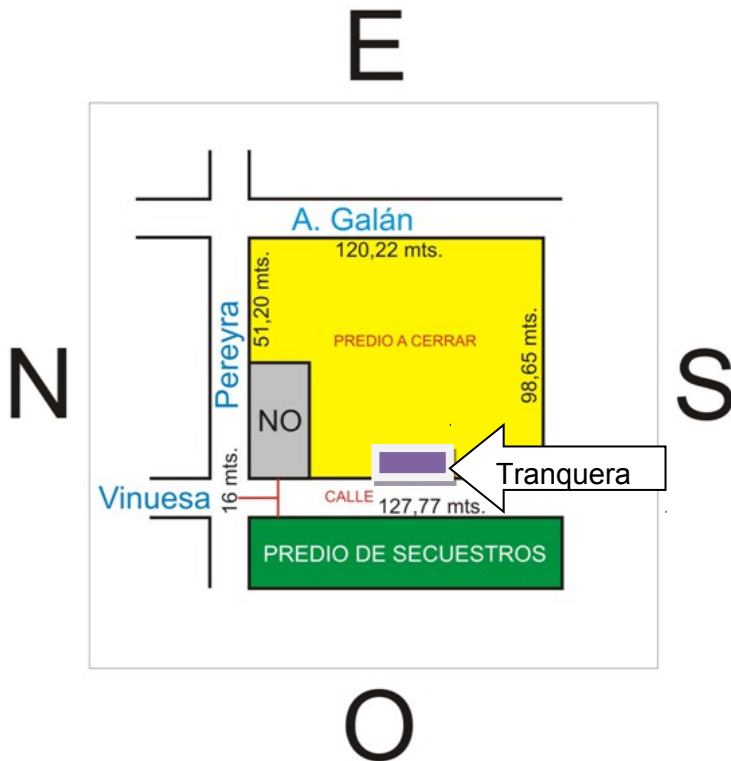 E
A. Galán
120,22 mts.
51,20 mts.
Pereyra
PREDIO A CERRAR
98,65 mts.
N
S
NO
Tranquera
Vinuesa
16 mts.
CALLE
127,77 mts.
PREDIO DE SECUESTROS
O